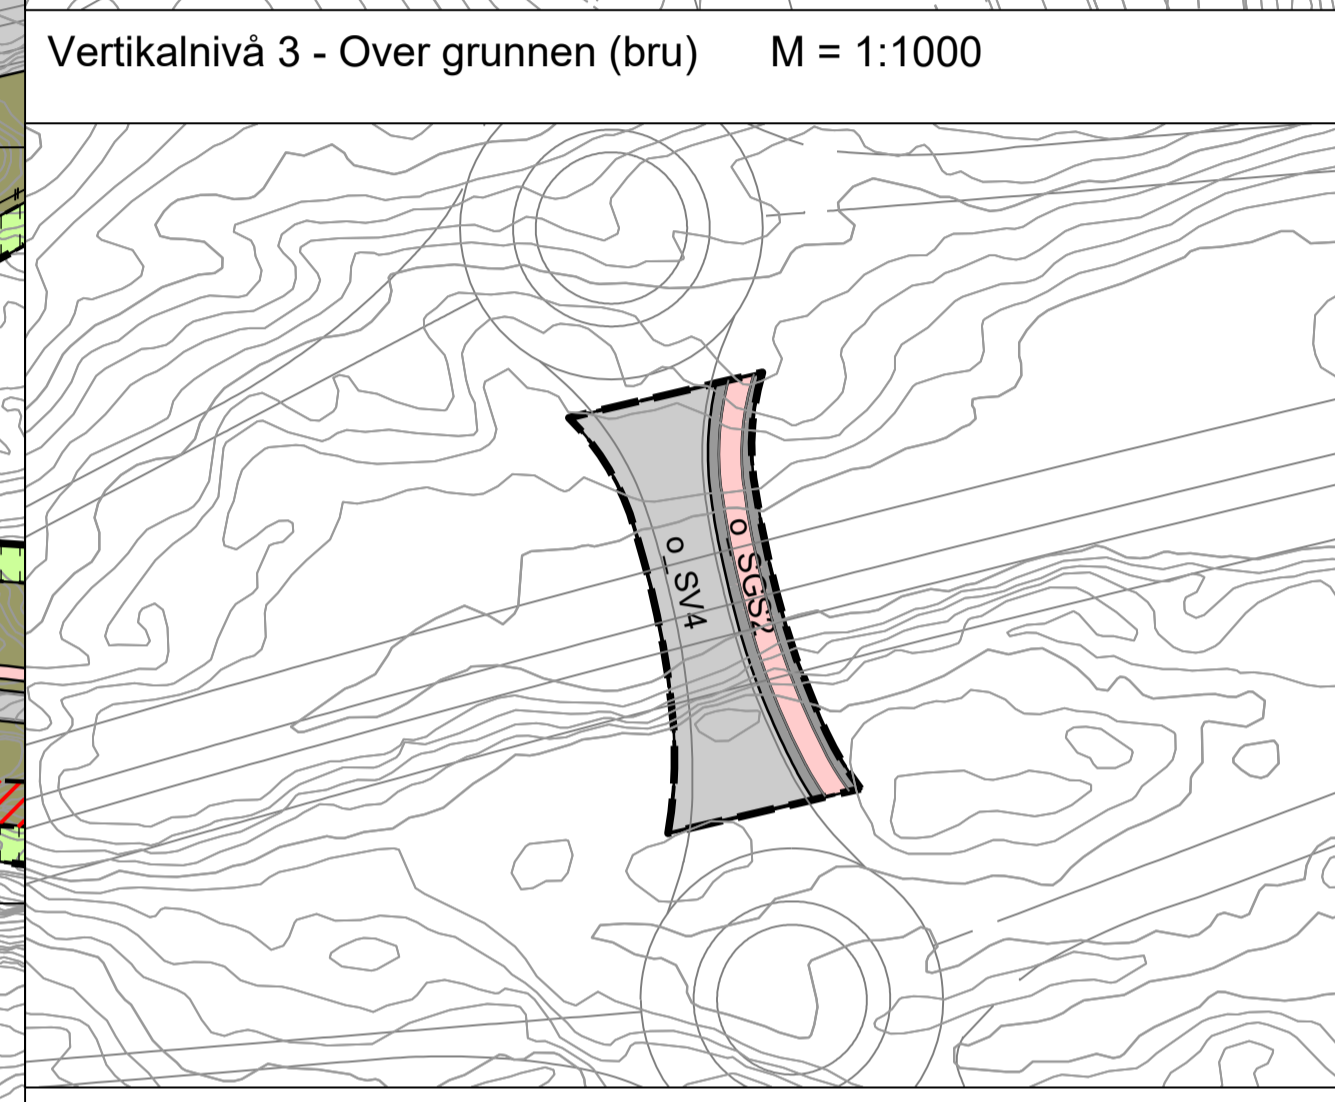 Vertikalnivå 3 - Over grunnen (bru) M = 1:1000
o_SV4
o_SGS2